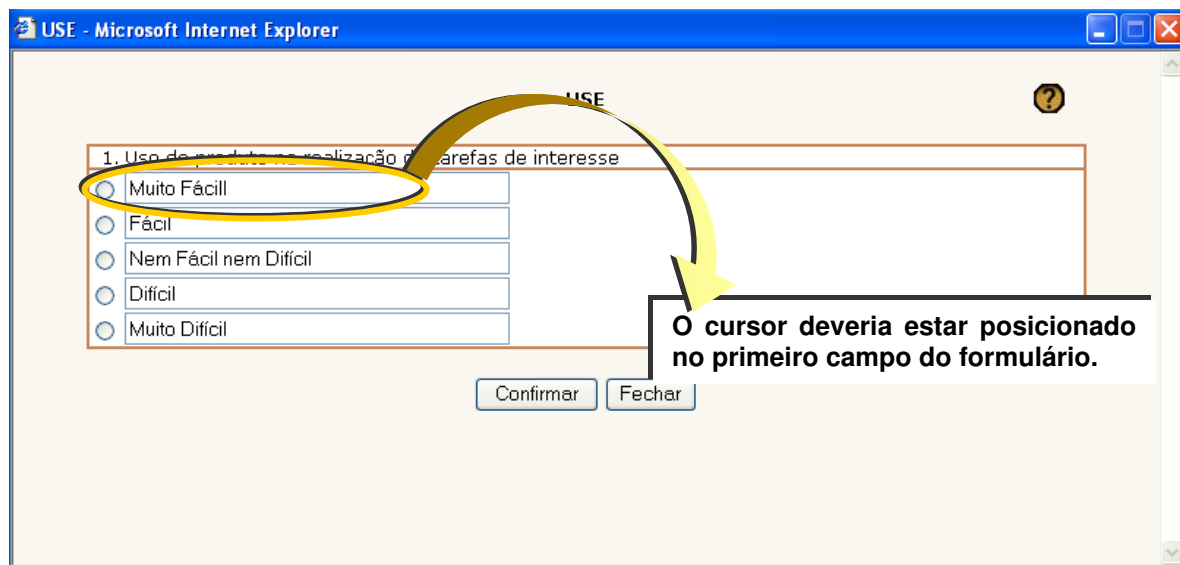 USE - Microsoft Internet Explorer
USE
1. Uso do produto na realização de tarefas de interesse
Muito Fácill
Fácil
Nem Fácil nem Difícil
Difícil
Muito Difícil
O cursor deveria estar posicionado
no primeiro campo do formulário.
Confirmar Fechar